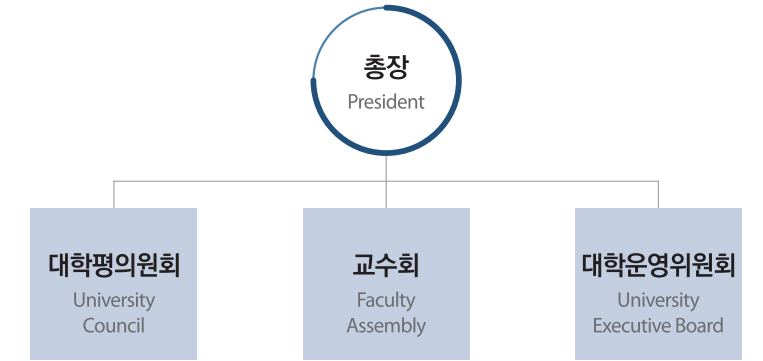 총장
President
대학평의원회
University
Council
교수회
Faculty
Assembly
대학운영위원회
University
Executive Board